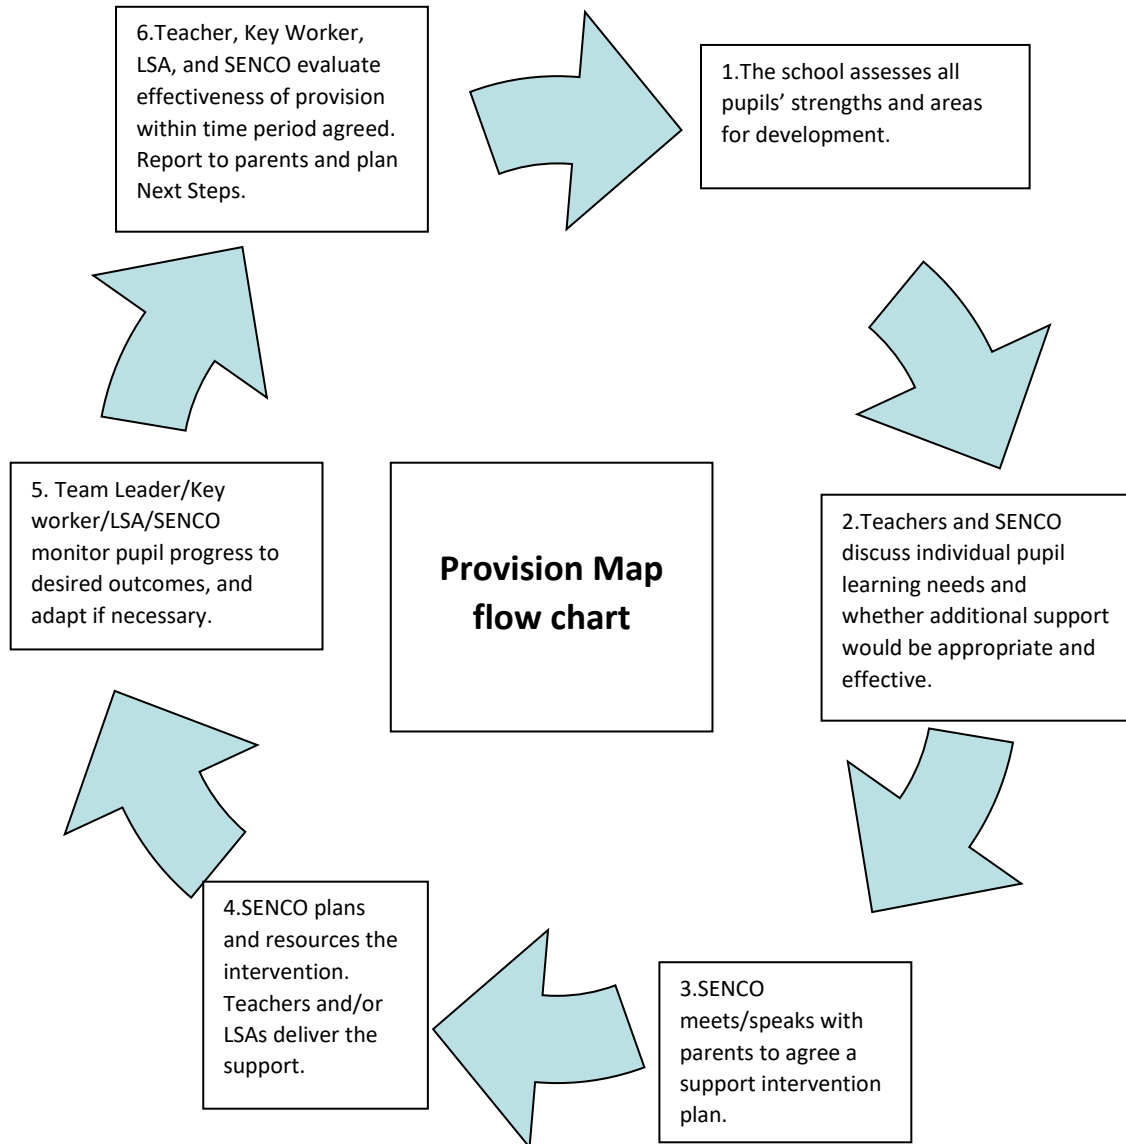 1.The school assesses all
pupils’ strengths and areas
for development.
2.Teachers and SENCO
discuss individual pupil
learning needs and
whether additional support
would be appropriate and
effective.
3.SENCO
meets/speaks with
parents to agree a
support intervention
plan.
4.SENCO plans
and resources the
intervention.
Teachers and/or
LSAs deliver the
support.
5. Team Leader/Key
worker/LSA/SENCO
monitor pupil progress to
desired outcomes, and
adapt if necessary.
6.Teacher, Key Worker,
LSA, and SENCO evaluate
effectiveness of provision
within time period agreed.
Report to parents and plan
Next Steps.
Provision Map
flow chart